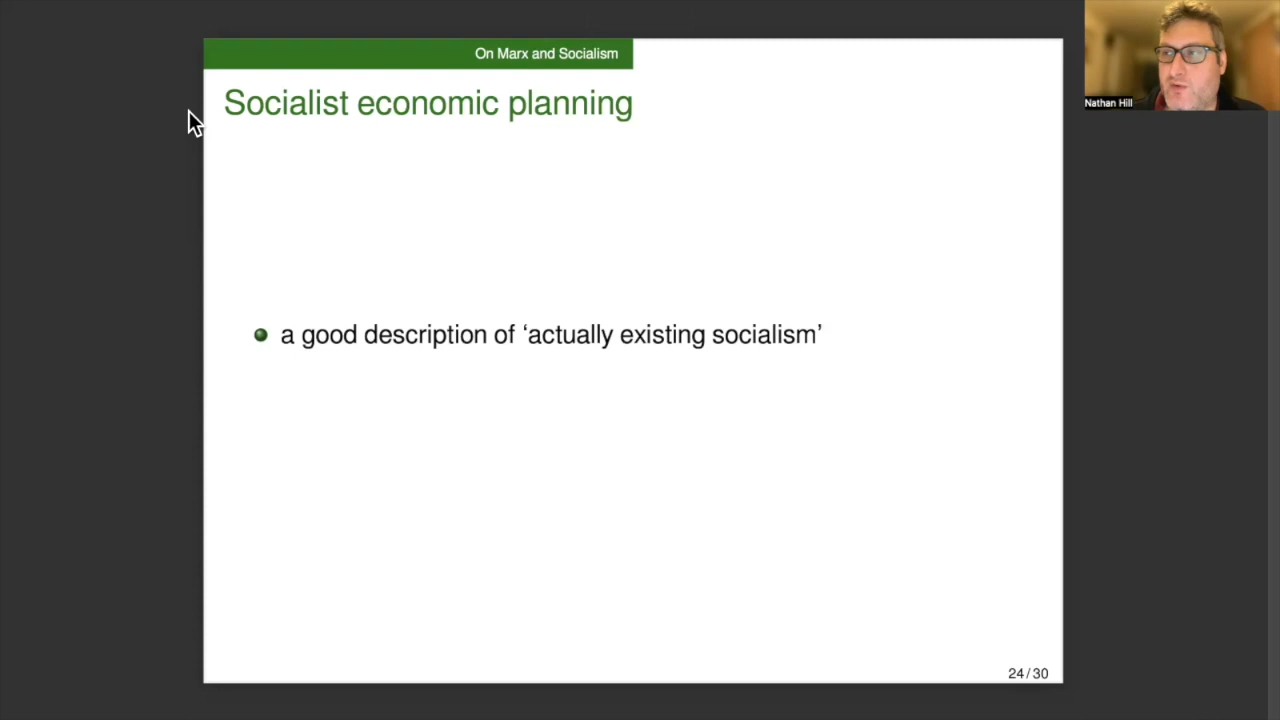 On Marx and Socialism
Socialist economic planning
a good description of ‘actually existing socialism’
24/30
Nathan Hill